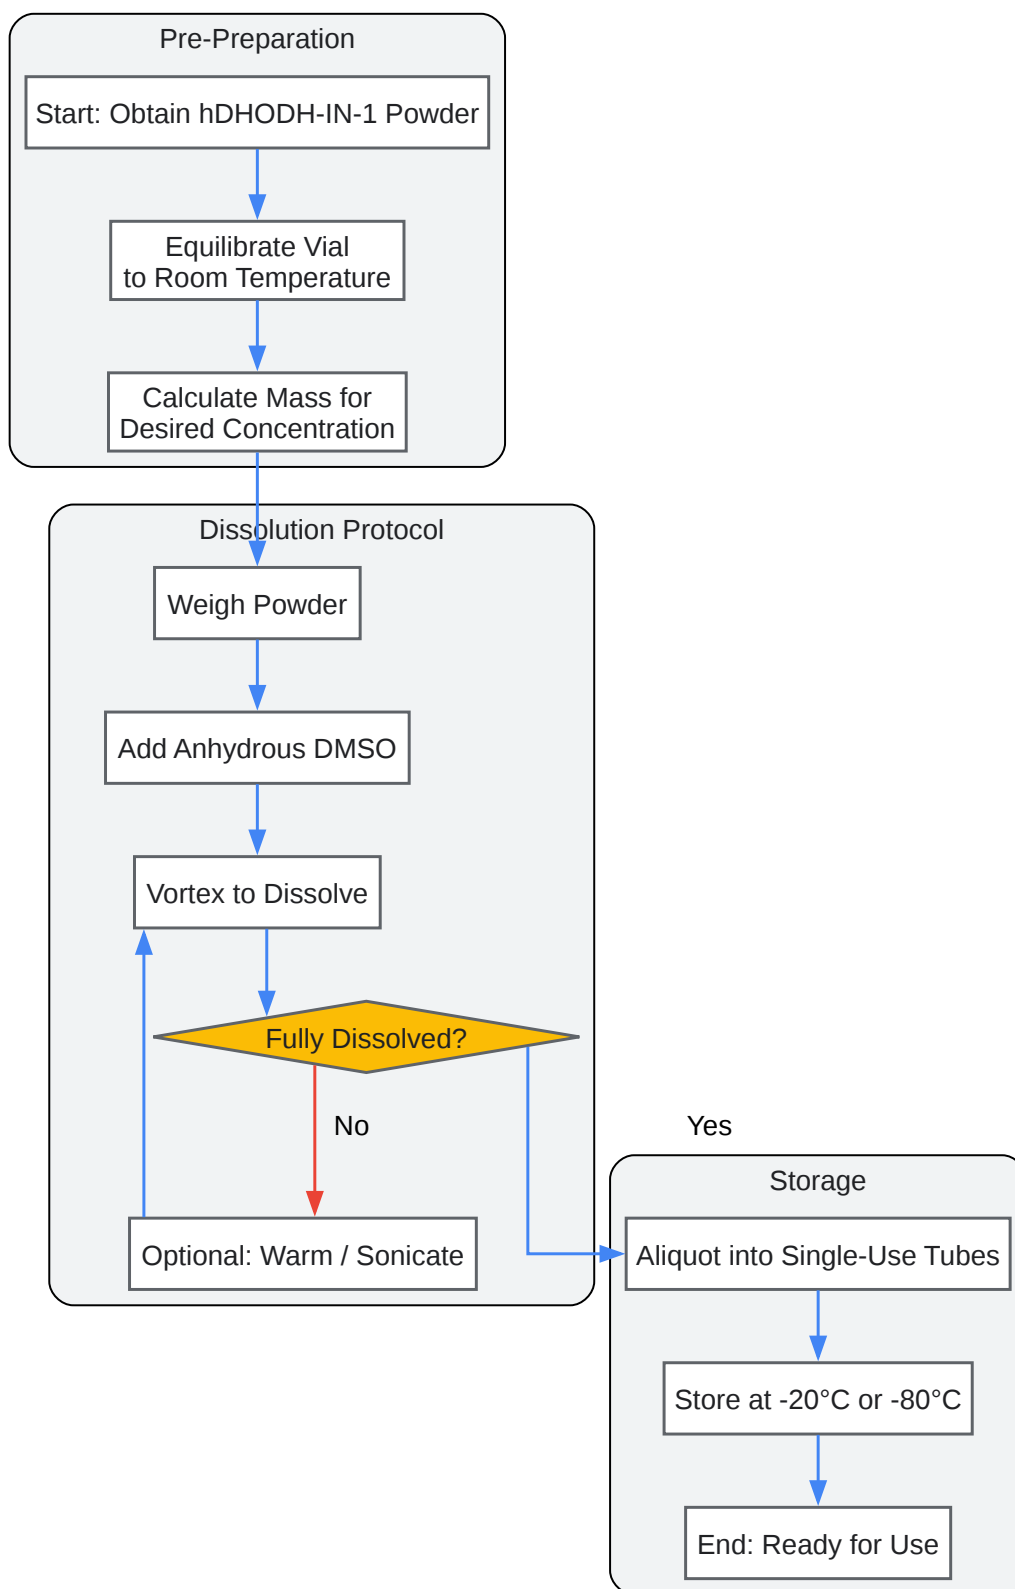 Pre-Preparation
Start: Obtain hDHODH-IN-1 Powder
Equilibrate Vial
to Room Temperature
Calculate Mass for
Desired Concentration
Dissolution Protocol
Weigh Powder
Add Anhydrous DMSO
Vortex to Dissolve
Fully Dissolved?
No
Yes
Optional: Warm / Sonicate
Storage
Aliquot into Single-Use Tubes
Store at -20°C or -80°C
End: Ready for Use